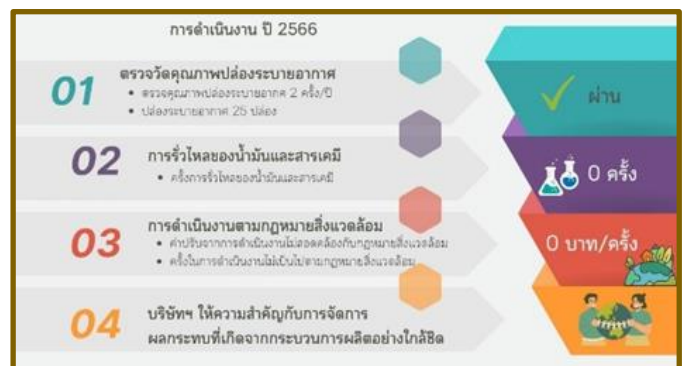 การดำเนินงาน ปี 2566
01
ตรวจวัดคุณภาพปล่องระบายอากาศ
• ตรวจคุณภาพปล่องระบายอากาศ 2 ครั้ง/ปี
• ปล่องระบายอากาศ 25 ปล่อง
ผ่าน
02
การรั่วไหลของน้ำมันและสารเคมี
• ครั้งการรั่วไหลของน้ำมันและสารเคมี
0 ครั้ง
03
การดำเนินงานตามกฎหมายสิ่งแวดล้อม
• ค่าปรับจากการดำเนินงานไม่สอดคล้องกับกฎหมายสิ่งแวดล้อม
• ครั้งในการดำเนินงานไม่เป็นไปตามกฎหมายสิ่งแวดล้อม
0 บาท/ครั้ง
04
บริษัทฯ ให้ความสำคัญกับการจัดการ
ผลกระทบที่เกิดจากกระบวนการผลิตอย่างใกล้ชิด